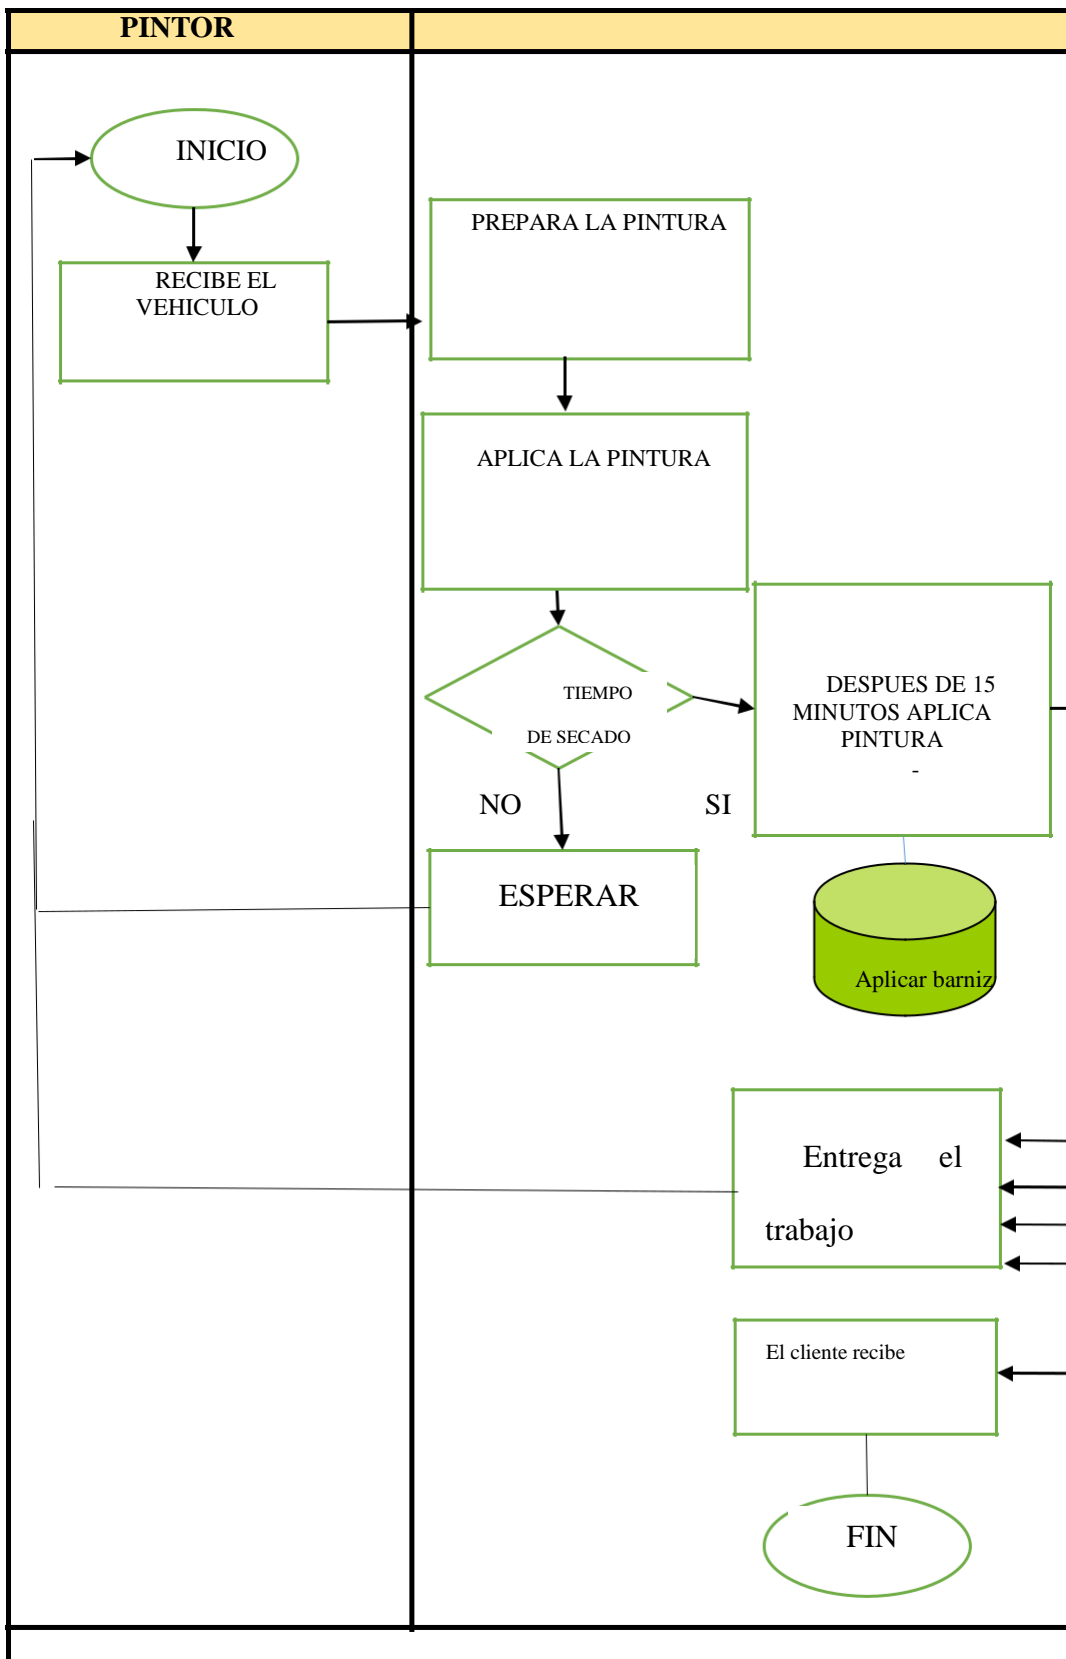 PINTOR
INICIO
PREPARA LA PINTURA
RECIBE EL
VEHICULO
APLICA LA PINTURA
TIEMPO
DE SECADO
DESPUES DE 15
MINUTOS APLICA
PINTURA
-
NO
SI
ESPERAR
Aplicar barniz
Entrega el
trabajo
El cliente recibe
FIN